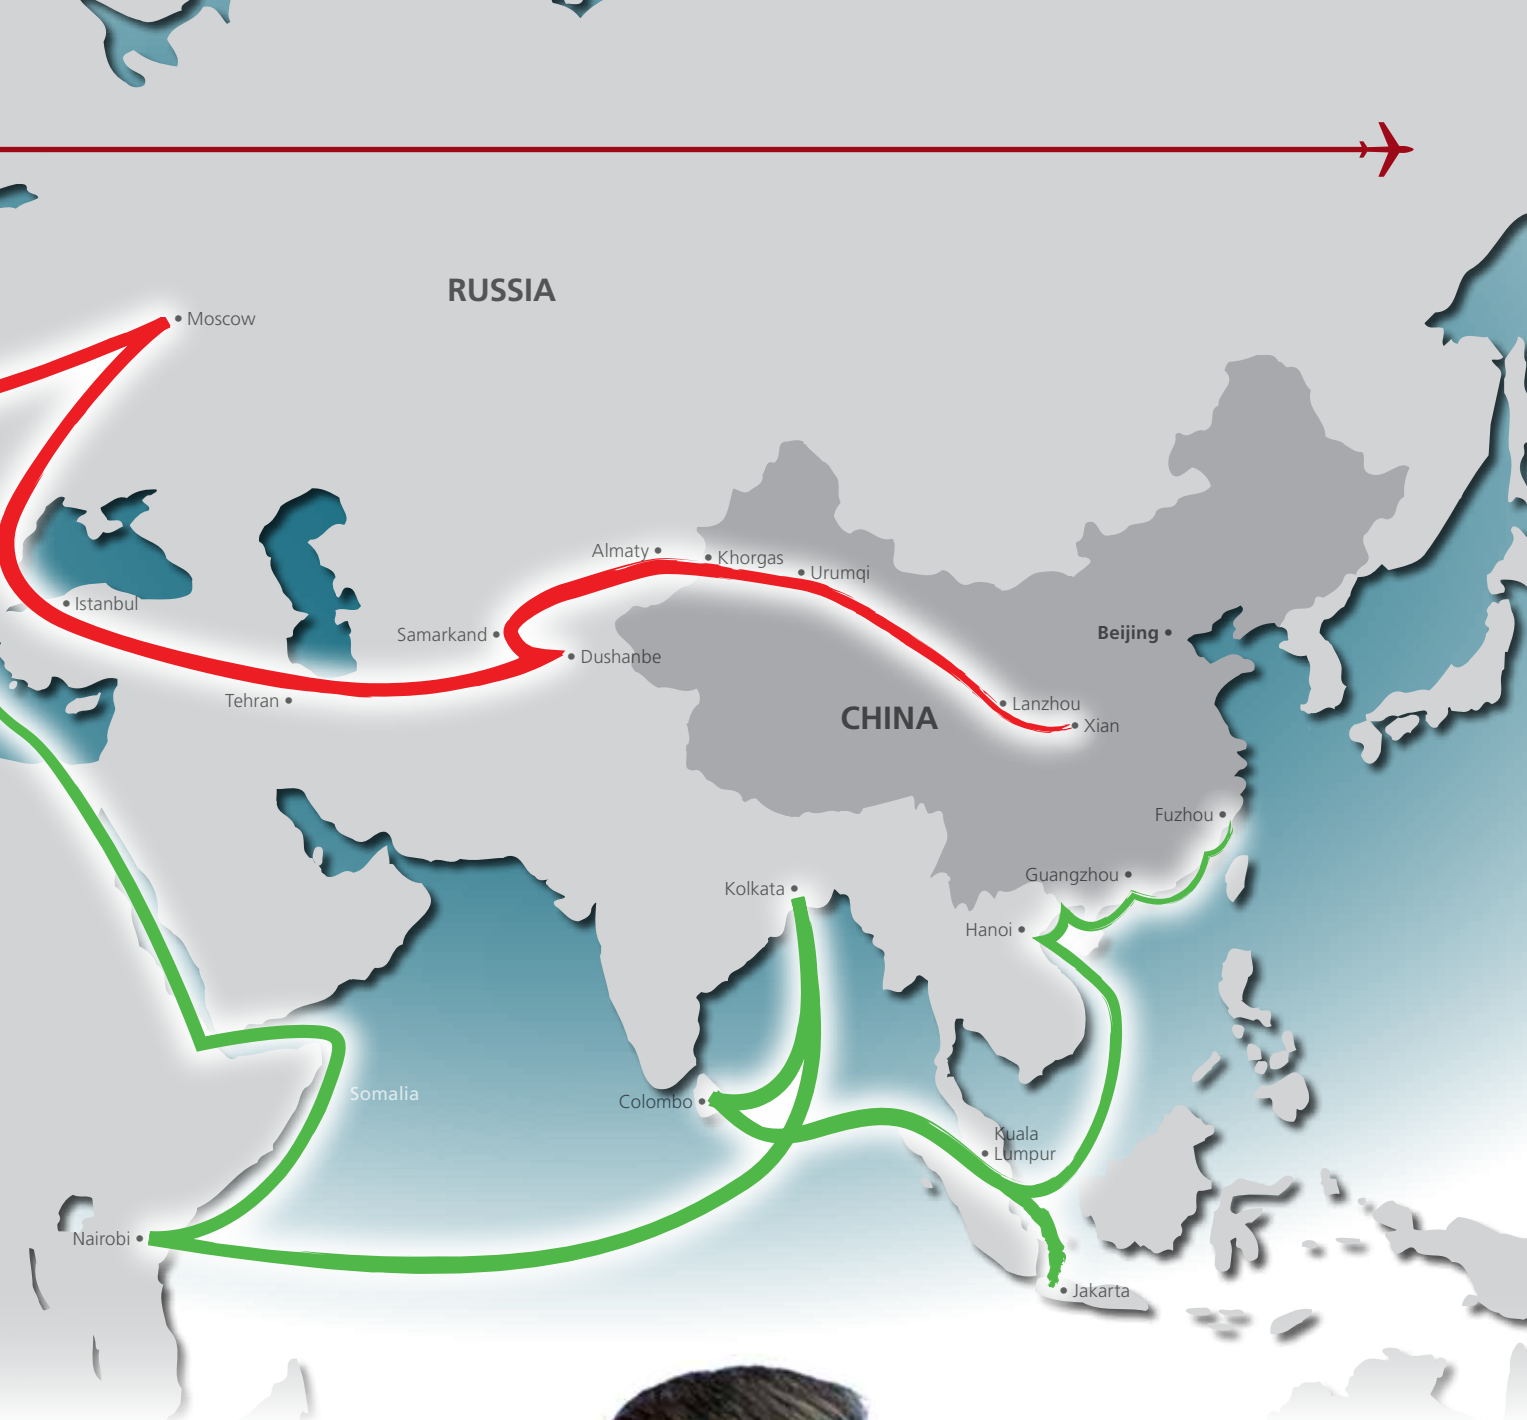 RUSSIA
Moscow
Almaty
Khorgas
Urumqi
Istanbul
Samarkand
Beijing
Dushanbe
Tehran
Lanzhou
CHINA
Xian
Fuzhou
Guangzhou
Kolkata
Hanoi
Somalia
Colombo
Kuala
Lumpur
Nairobi
Jakarta